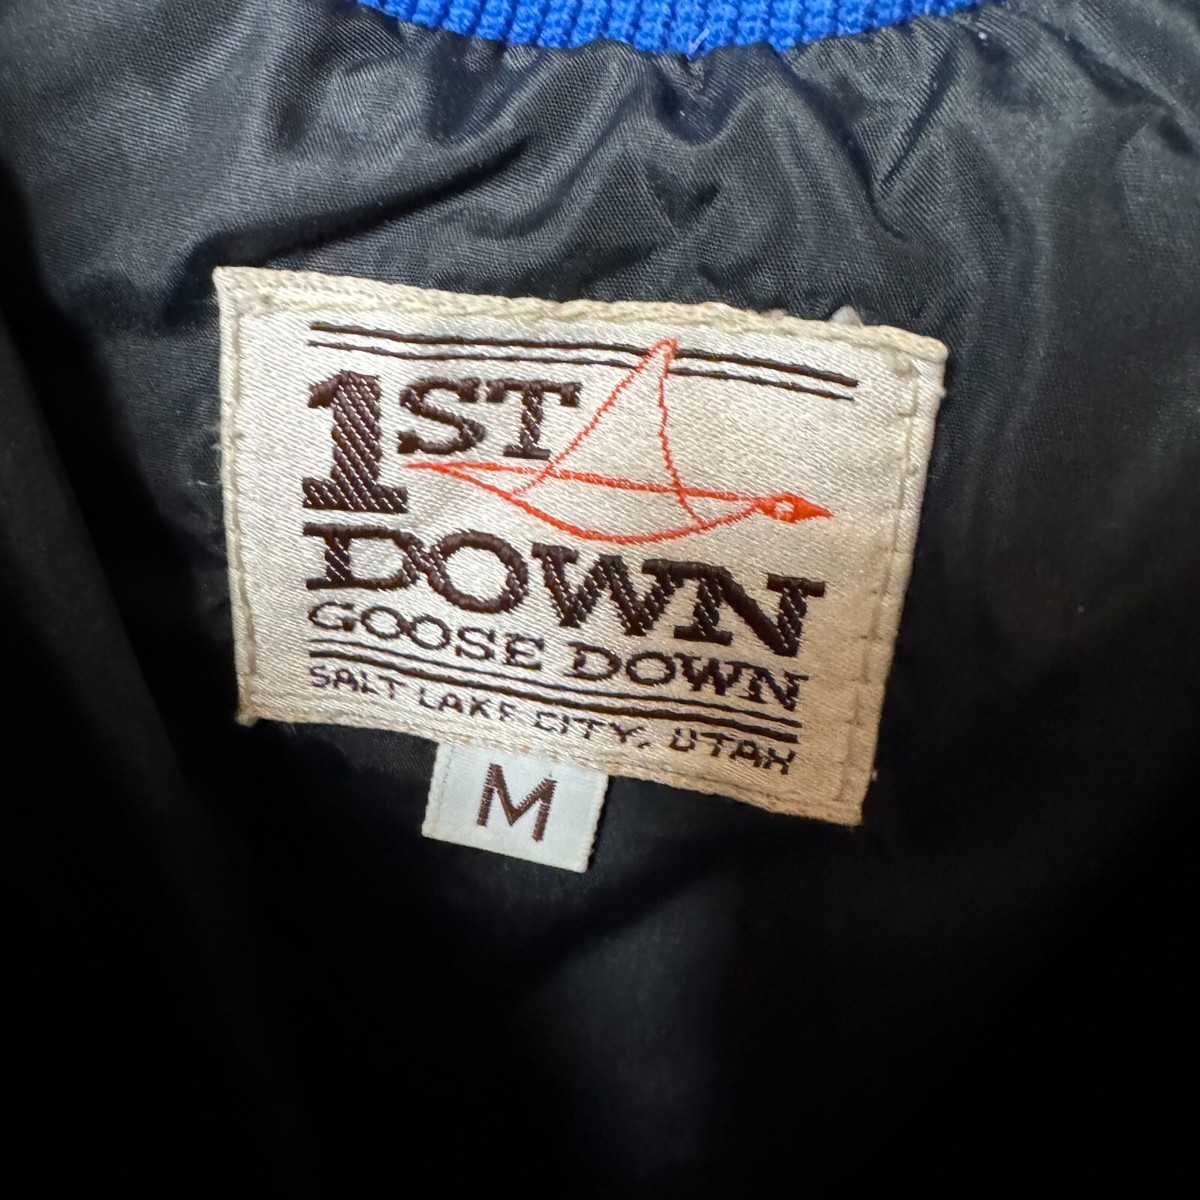 1ST
DOWN
GOOSE DOWN
SALT LAKE CITY, UTAH
M